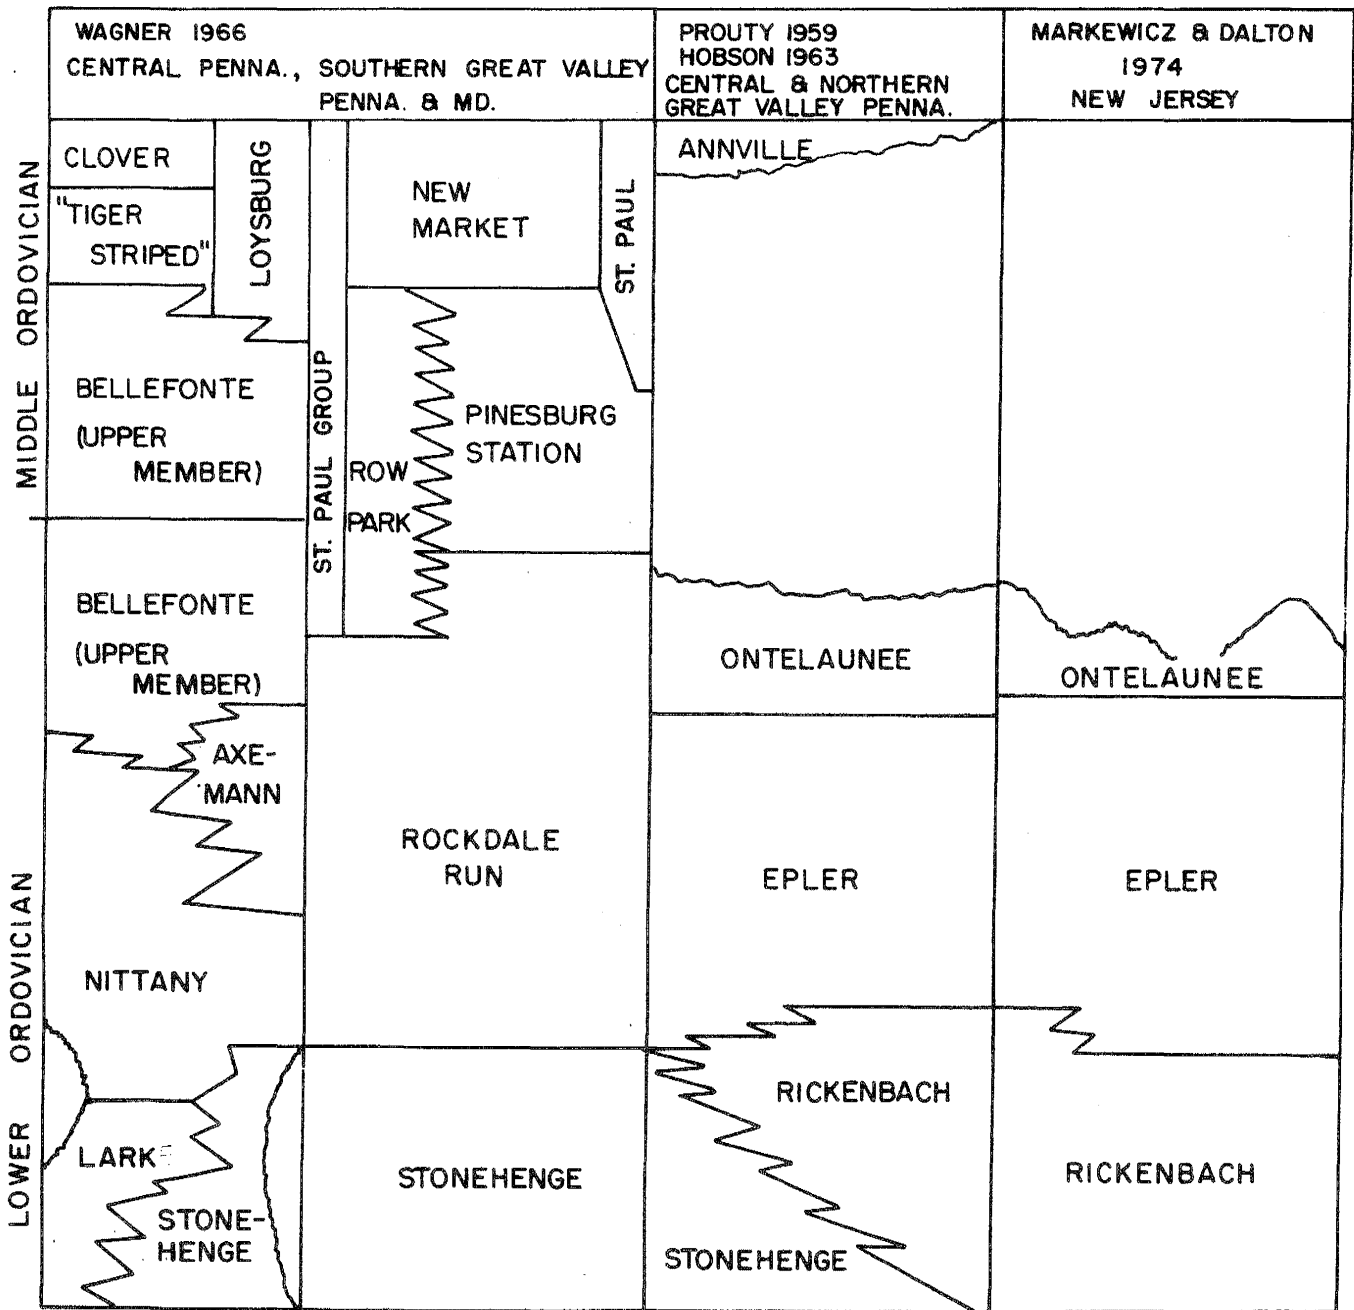 WAGNER 1966
CENTRAL PENNA., SOUTHERN GREAT VALLEY
PENNA. & MD.
PROUTY 1959
HOBSON 1963
CENTRAL & NORTHERN
GREAT VALLEY PENNA.
MARKEWICZ & DALTON
1974
NEW JERSEY
MIDDLE ORDOVICIAN
LOWER ORDOVICIAN
CLOVER
"TIGER
STRIPED"
LOYSBURG
BELLEFONTE
(UPPER
MEMBER)
BELLEFONTE
(UPPER
MEMBER)
AXE-
MANN
NITTANY
LARKE
STONE-
HENGE
ST. PAUL GROUP
NEW
MARKET
ST. PAUL
ROW
PARK
PINESBURG
STATION
ROCKDALE
RUN
STONEHENGE
ANNVILLE
ONTELAUNEE
EPLER
RICKENBACH
STONEHENGE
ONTELAUNEE
EPLER
RICKENBACH